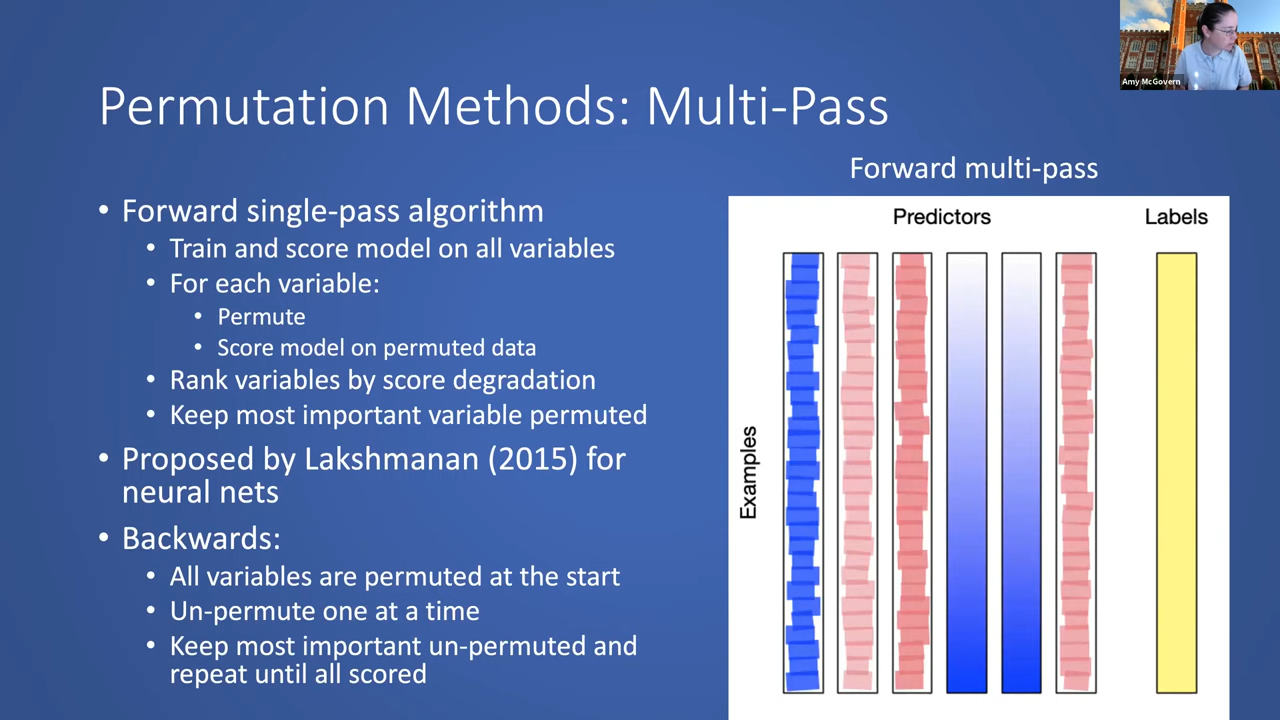 Amy McGovern
Permutation Methods: Multi-Pass
• Forward single-pass algorithm
• Train and score model on all variables
• For each variable:
• Permute
• Score model on permuted data
• Rank variables by score degradation
• Keep most important variable permuted
• Proposed by Lakshmanan (2015) for
neural nets
• Backwards:
• All variables are permuted at the start
• Un-permute one at a time
• Keep most important un-permuted and
repeat until all scored
Forward multi-pass
Predictors
Labels
Examples